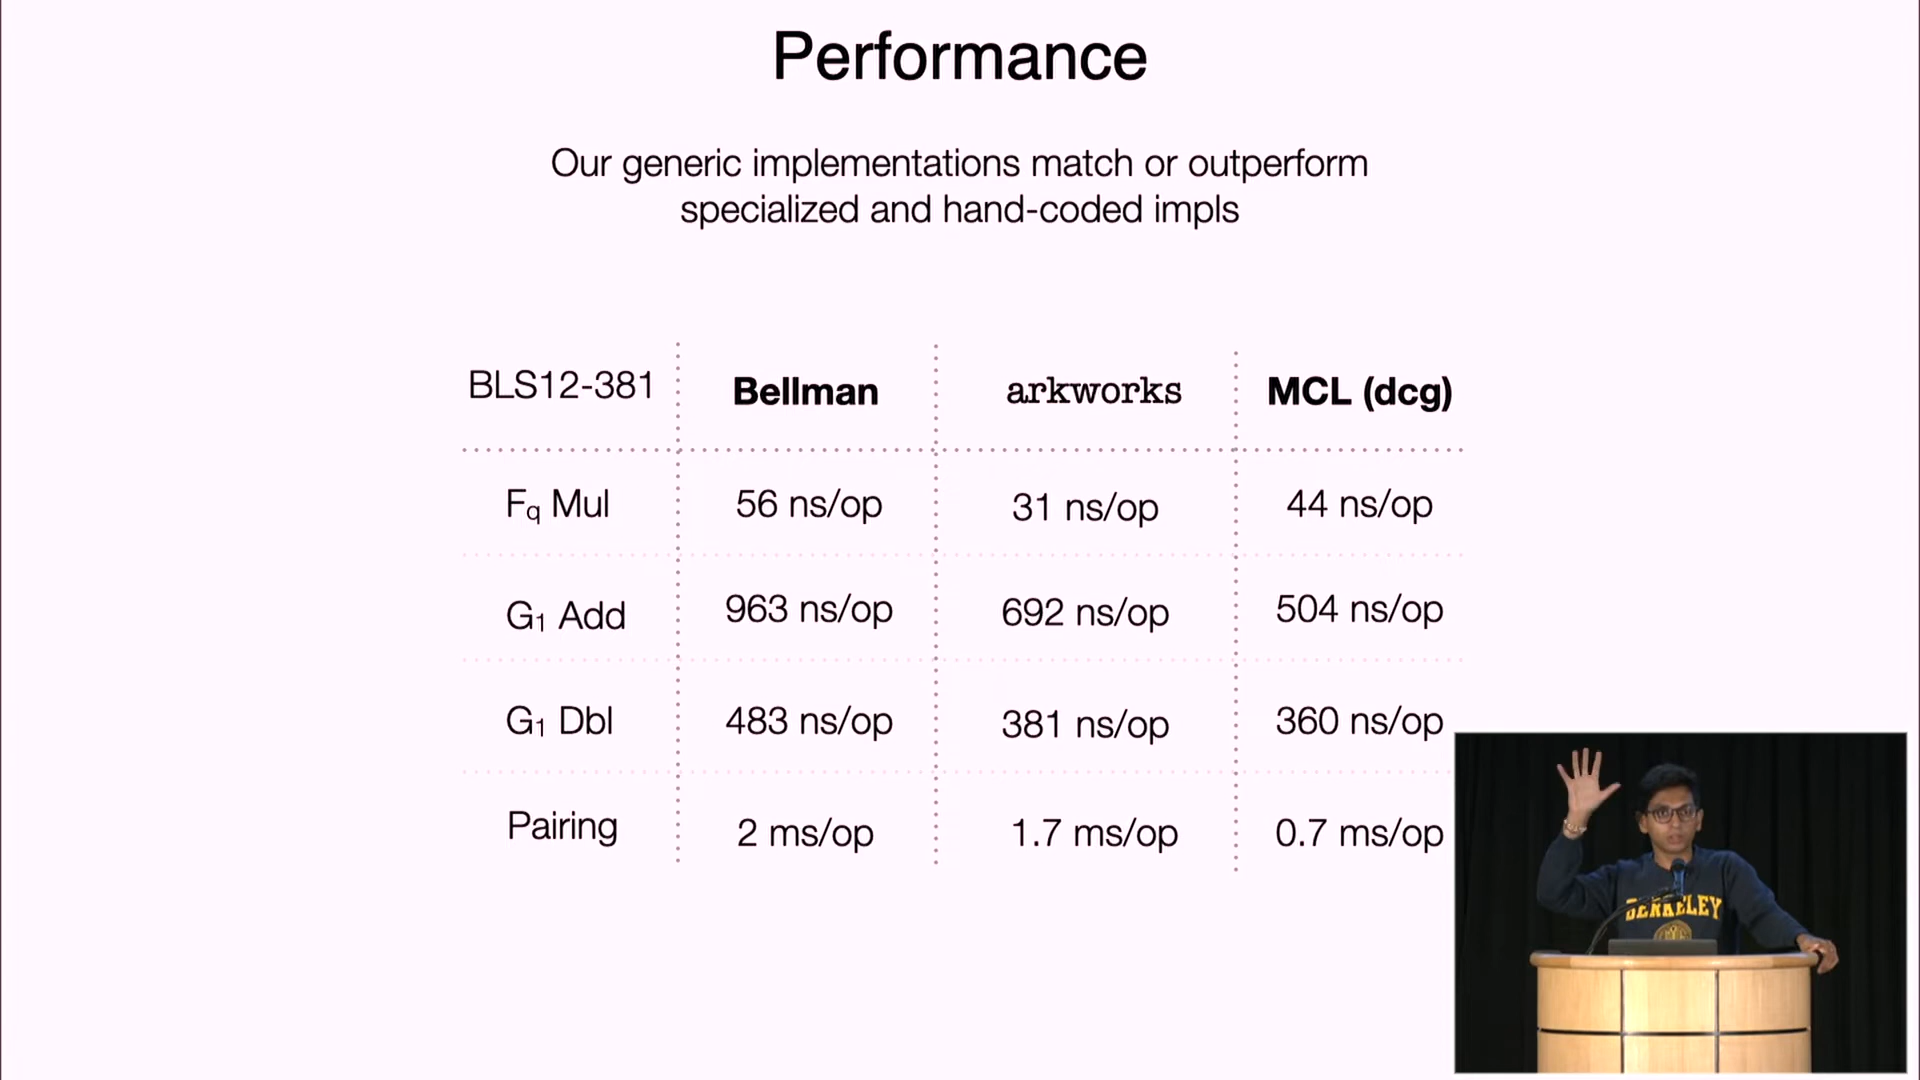 Performance
Our generic implementations match or outperform
specialized and hand-coded impls
BLS12-381 Bellman arkworks MCL (dcg)
Fq Mul 56 ns/op 31 ns/op 44 ns/op
G1 Add 963 ns/op 692 ns/op 504 ns/op
G1 Dbl 483 ns/op 381 ns/op 360 ns/op
Pairing 2 ms/op 1.7 ms/op 0.7 ms/op
BERKELEY